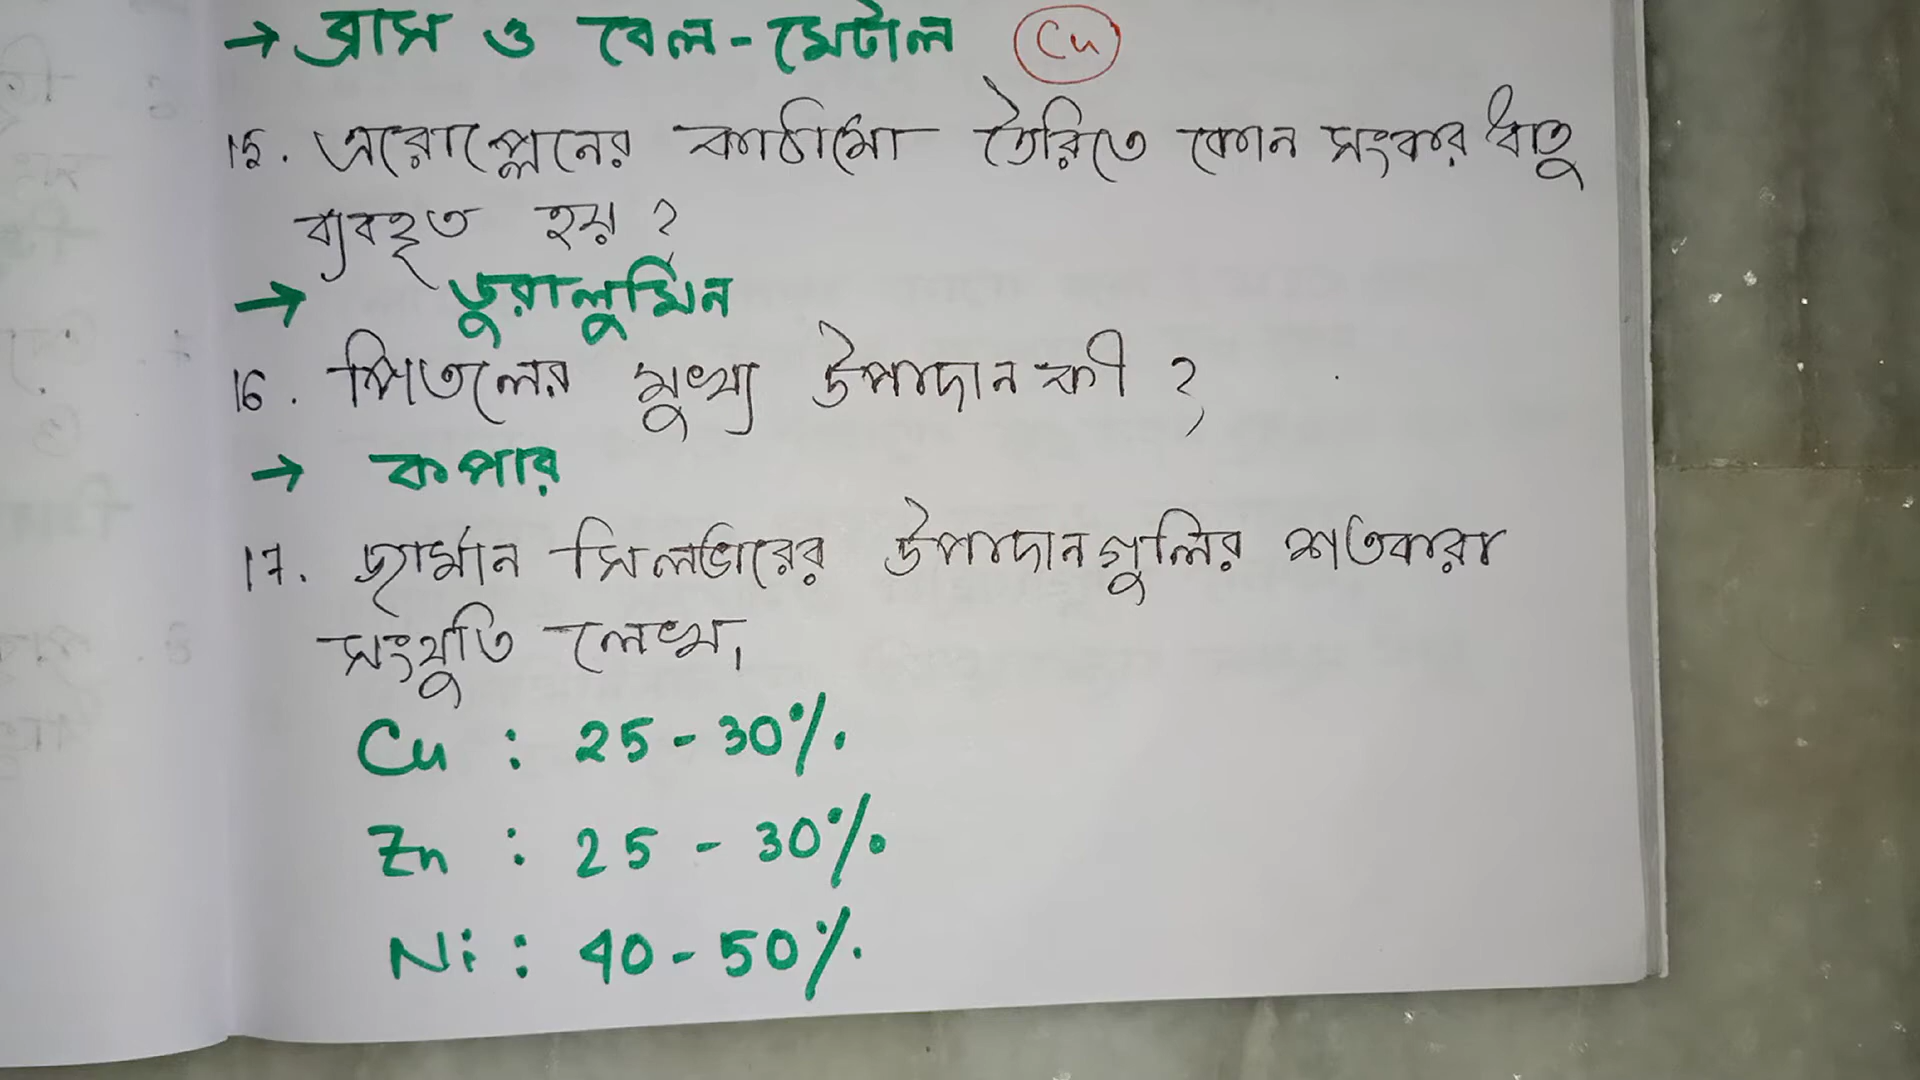 → ব্রাস ও বেল-মেটাল Cu
15. এরোপ্লেনের কাঠামো তৈরিতে কোন সংকর ধাতু
ব্যবহৃত হয়?
→ ডুরালুমিন
16. পিতলের মুখ্য উপাদান কী?
→ কপার
17. জার্মান সিলভারের উপাদানগুলির শতকরা
সংযুতি লেখ।
Cu : 25-30%.
Zn : 25 - 30%.
Ni : 40-50%.